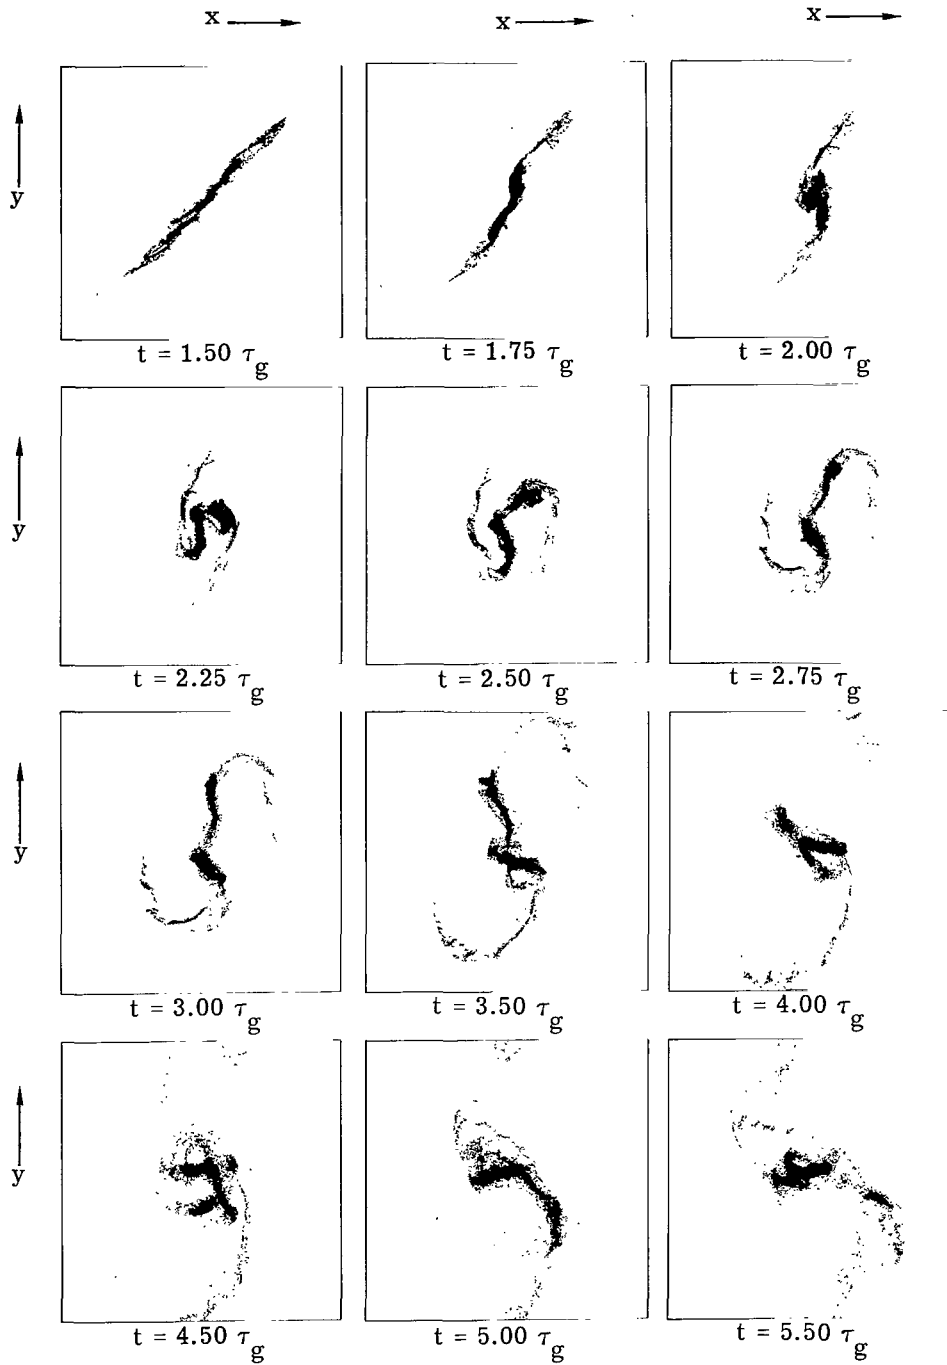 x x x
y
t = 1.50 τg t = 1.75 τg t = 2.00 τg
y
t = 2.25 τg t = 2.50 τg t = 2.75 τg
y
t = 3.00 τg t = 3.50 τg t = 4.00 τg
y
t = 4.50 τg t = 5.00 τg t = 5.50 τg